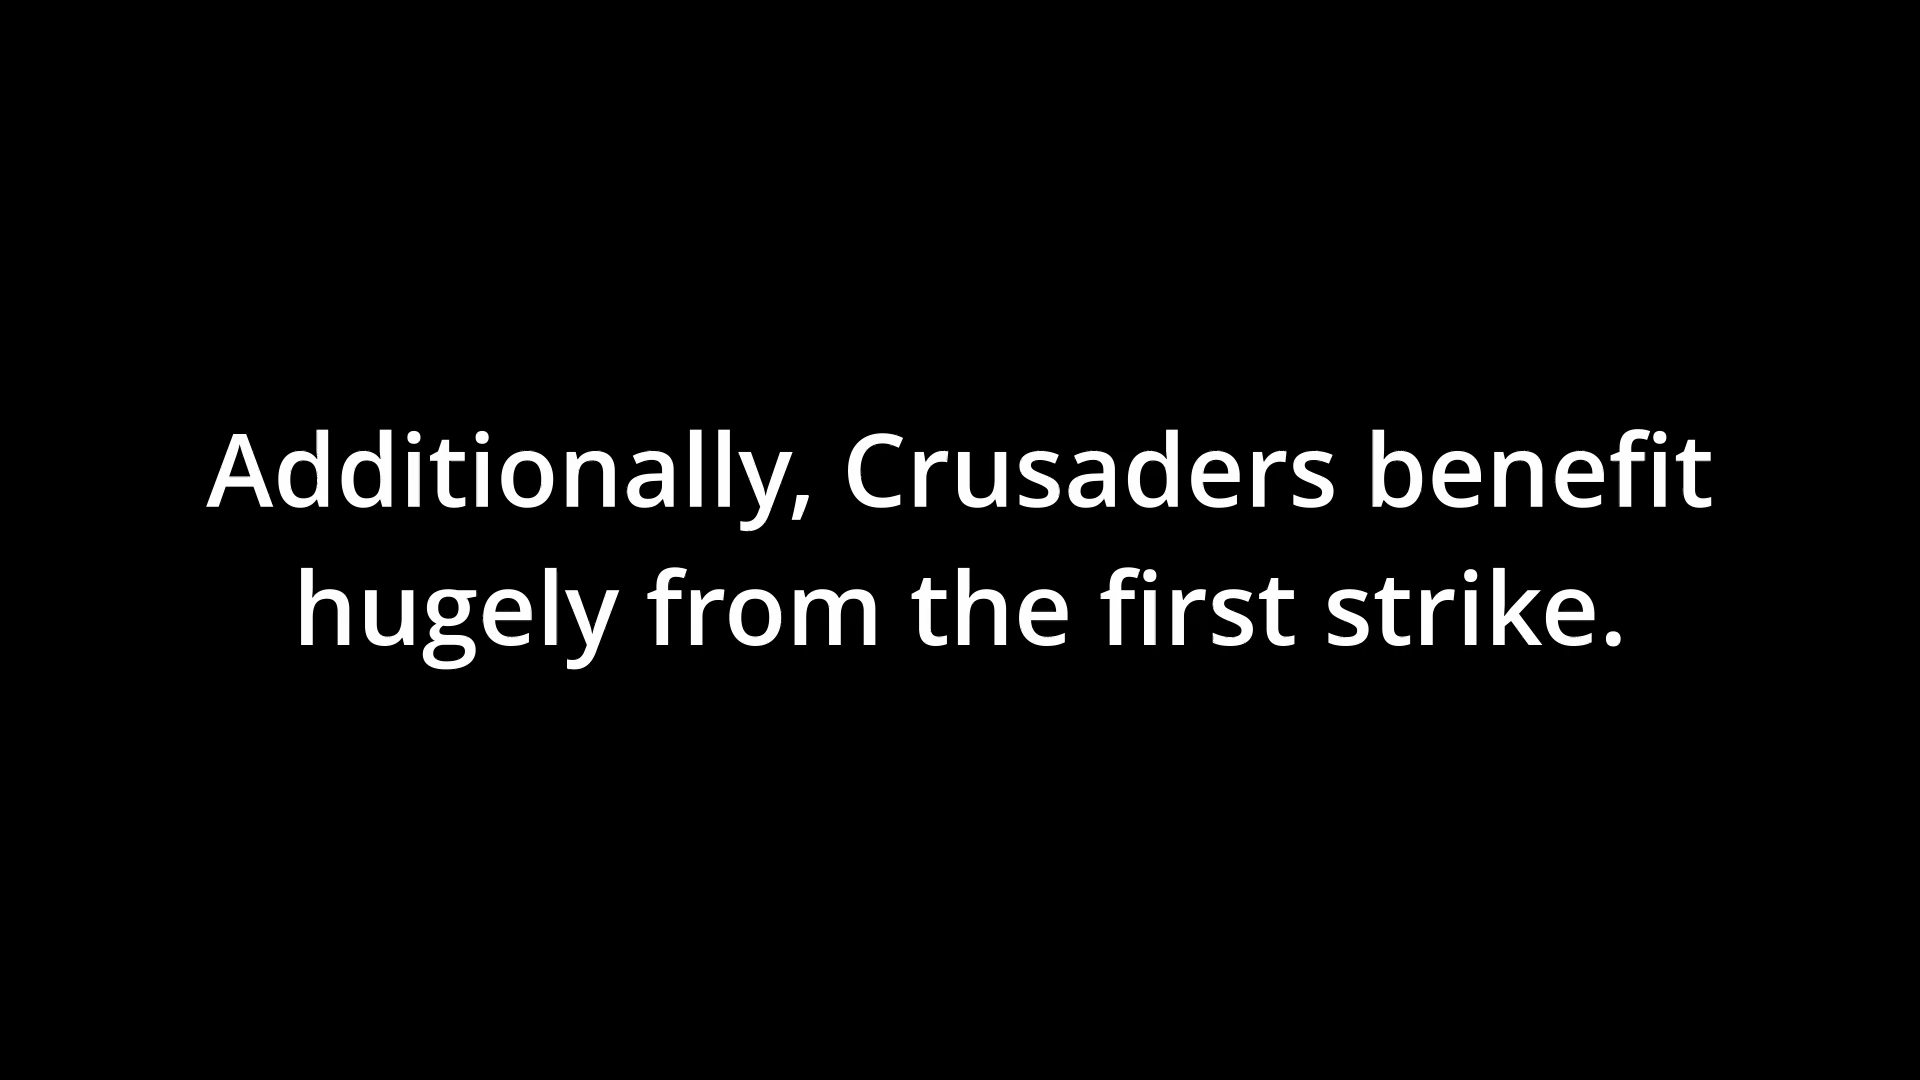 Additionally, Crusaders benefit
hugely from the first strike.